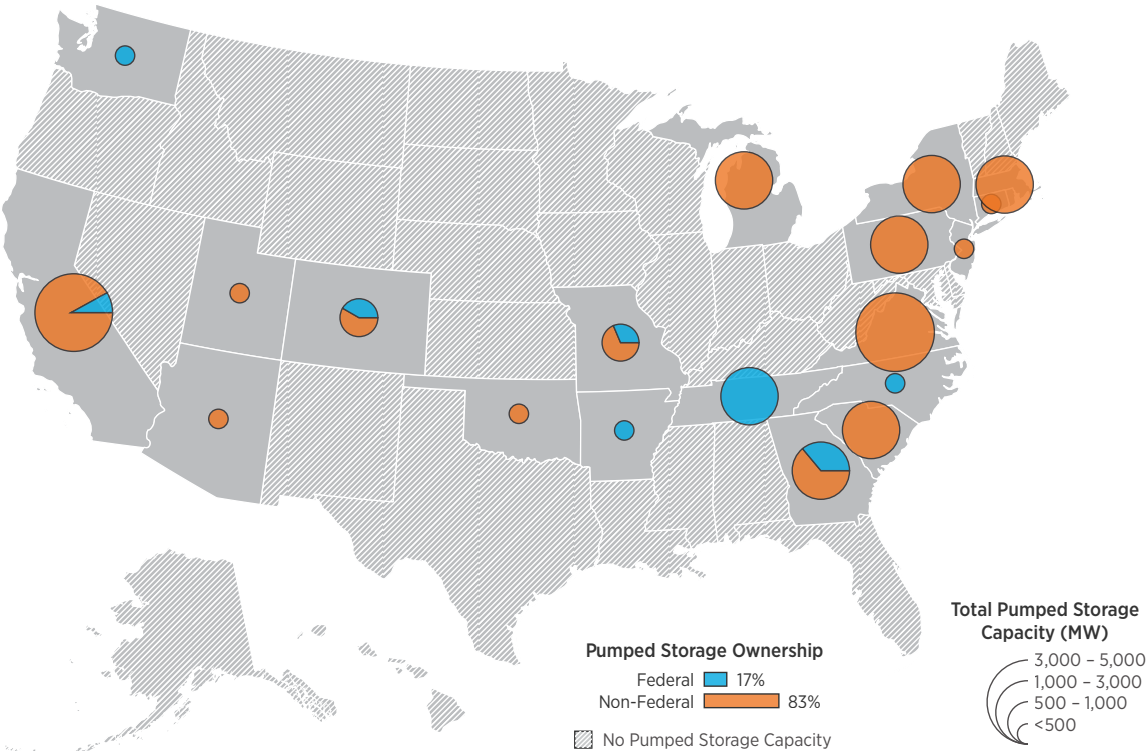 Pumped Storage Ownership
Federal 17%
Non-Federal 83%
No Pumped Storage Capacity
Total Pumped Storage
Capacity (MW)
3,000 – 5,000
1,000 – 3,000
500 – 1,000
<500